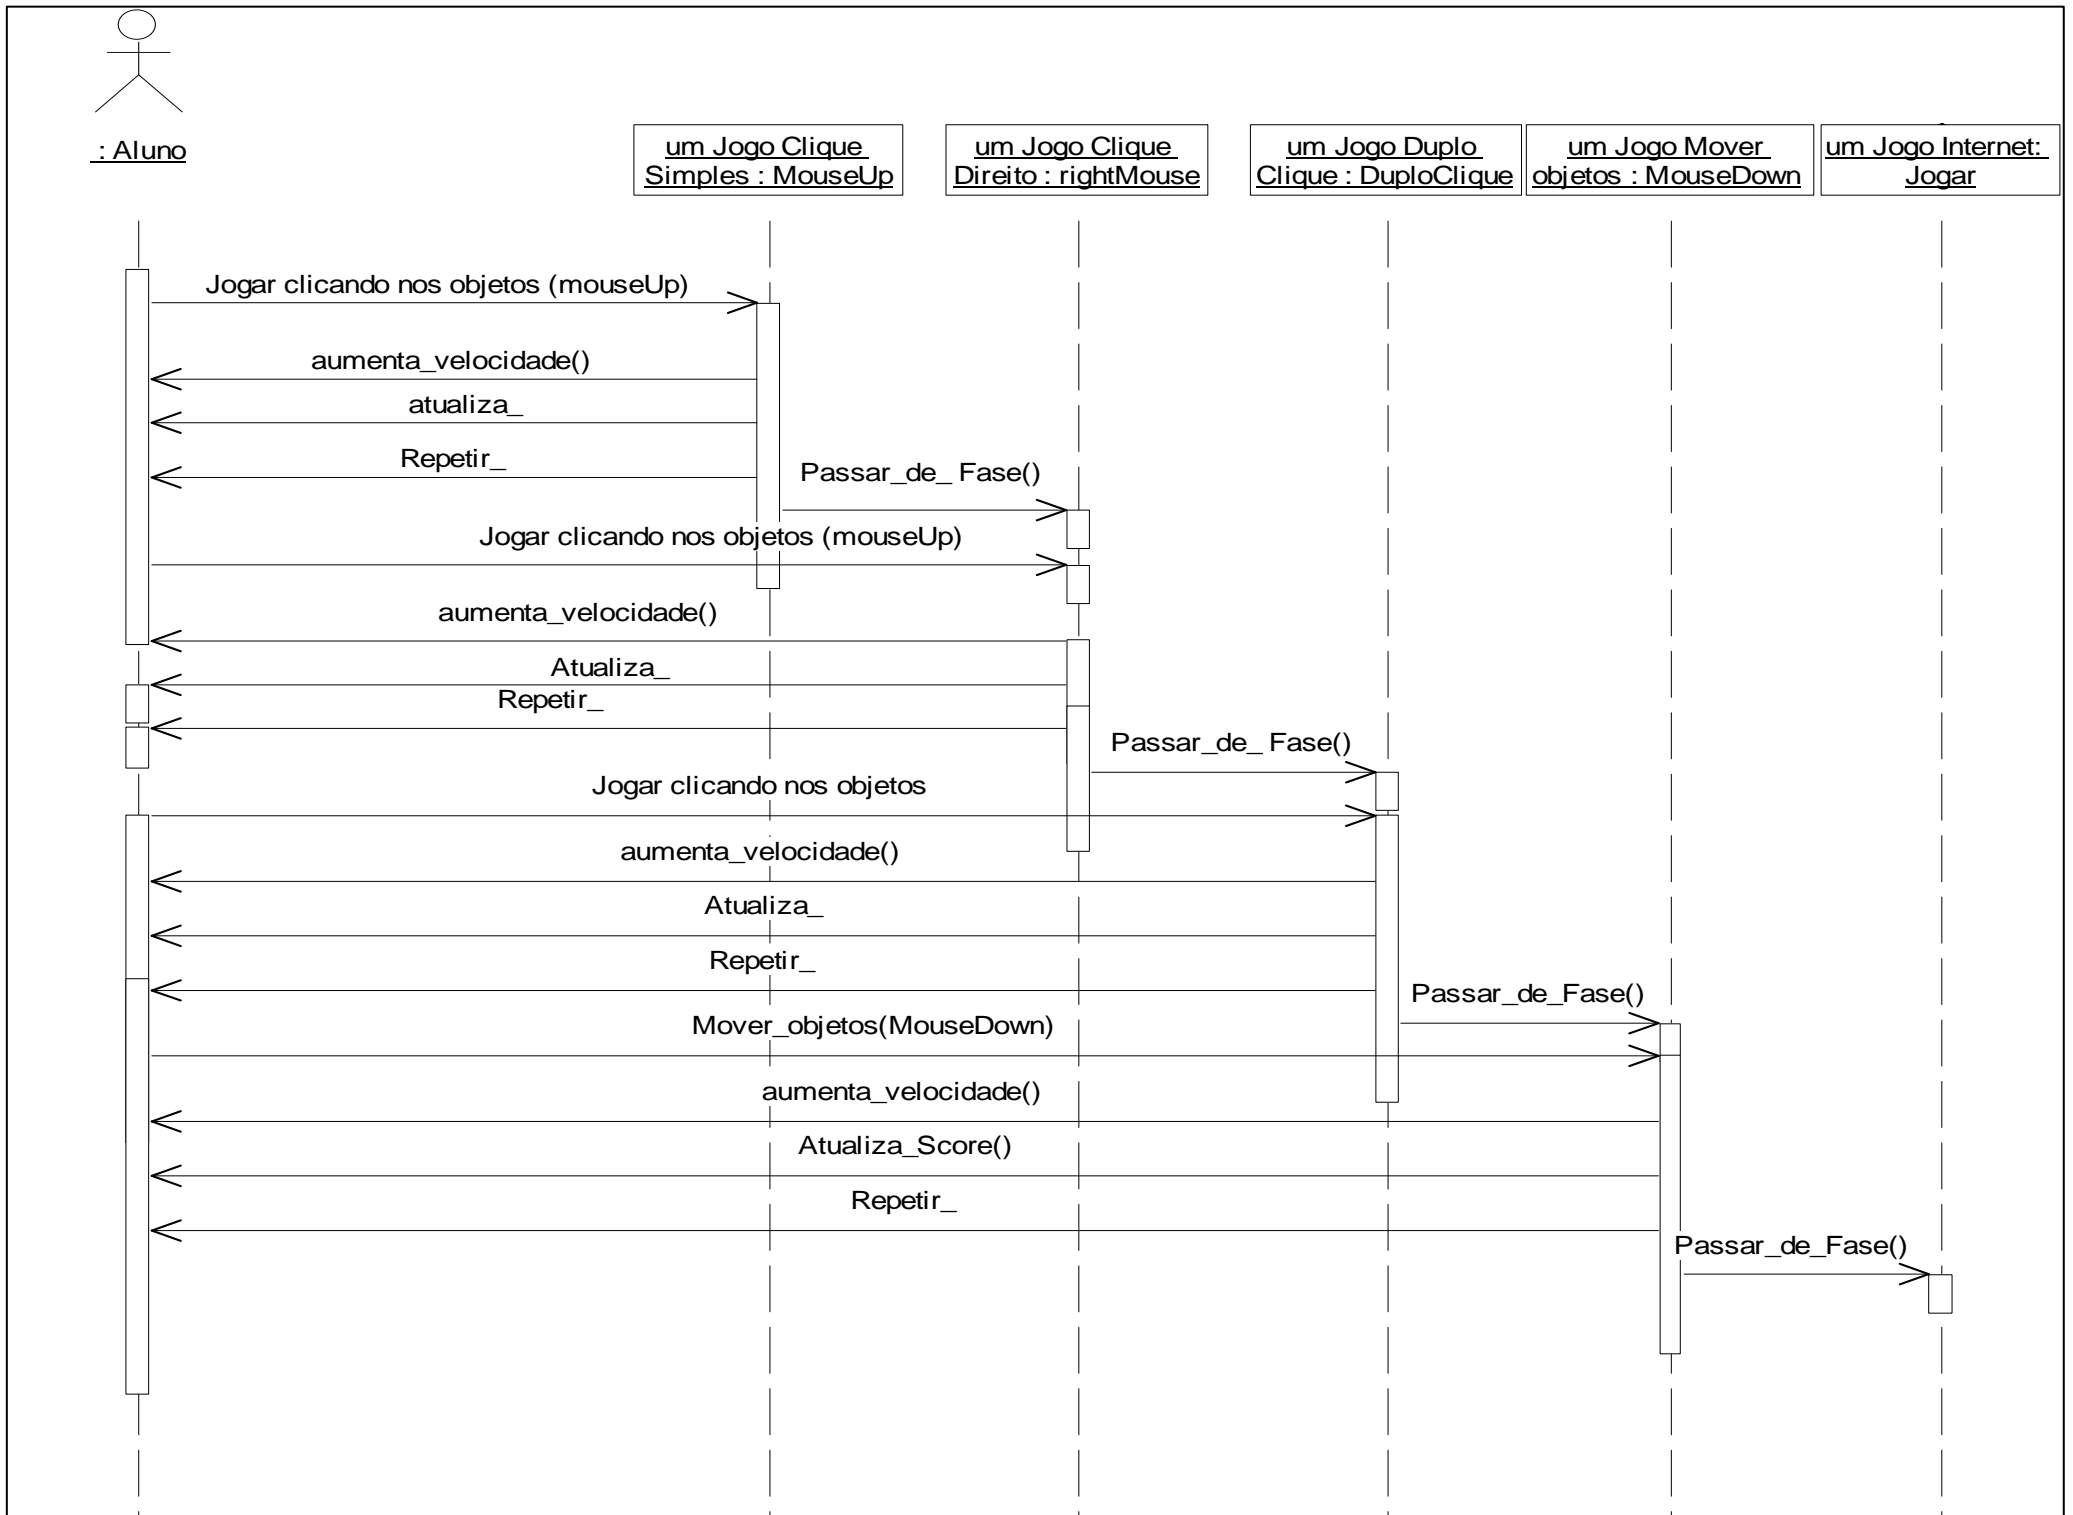 : Aluno
um Jogo Clique
Simples : MouseUp
um Jogo Clique
Direito : rightMouse
um Jogo Duplo
Clique : DuploClique
um Jogo Mover
objetos : MouseDown
um Jogo Internet:
Jogar
Jogar clicando nos objetos (mouseUp)
aumenta_velocidade()
atualiza_
Repetir_
Passar_de_ Fase()
Jogar clicando nos objetos (mouseUp)
aumenta_velocidade()
Atualiza_
Repetir_
Passar_de_ Fase()
Jogar clicando nos objetos
aumenta_velocidade()
Atualiza_
Repetir_
Passar_de_Fase()
Mover_objetos(MouseDown)
aumenta_velocidade()
Atualiza_Score()
Repetir_
Passar_de_Fase()